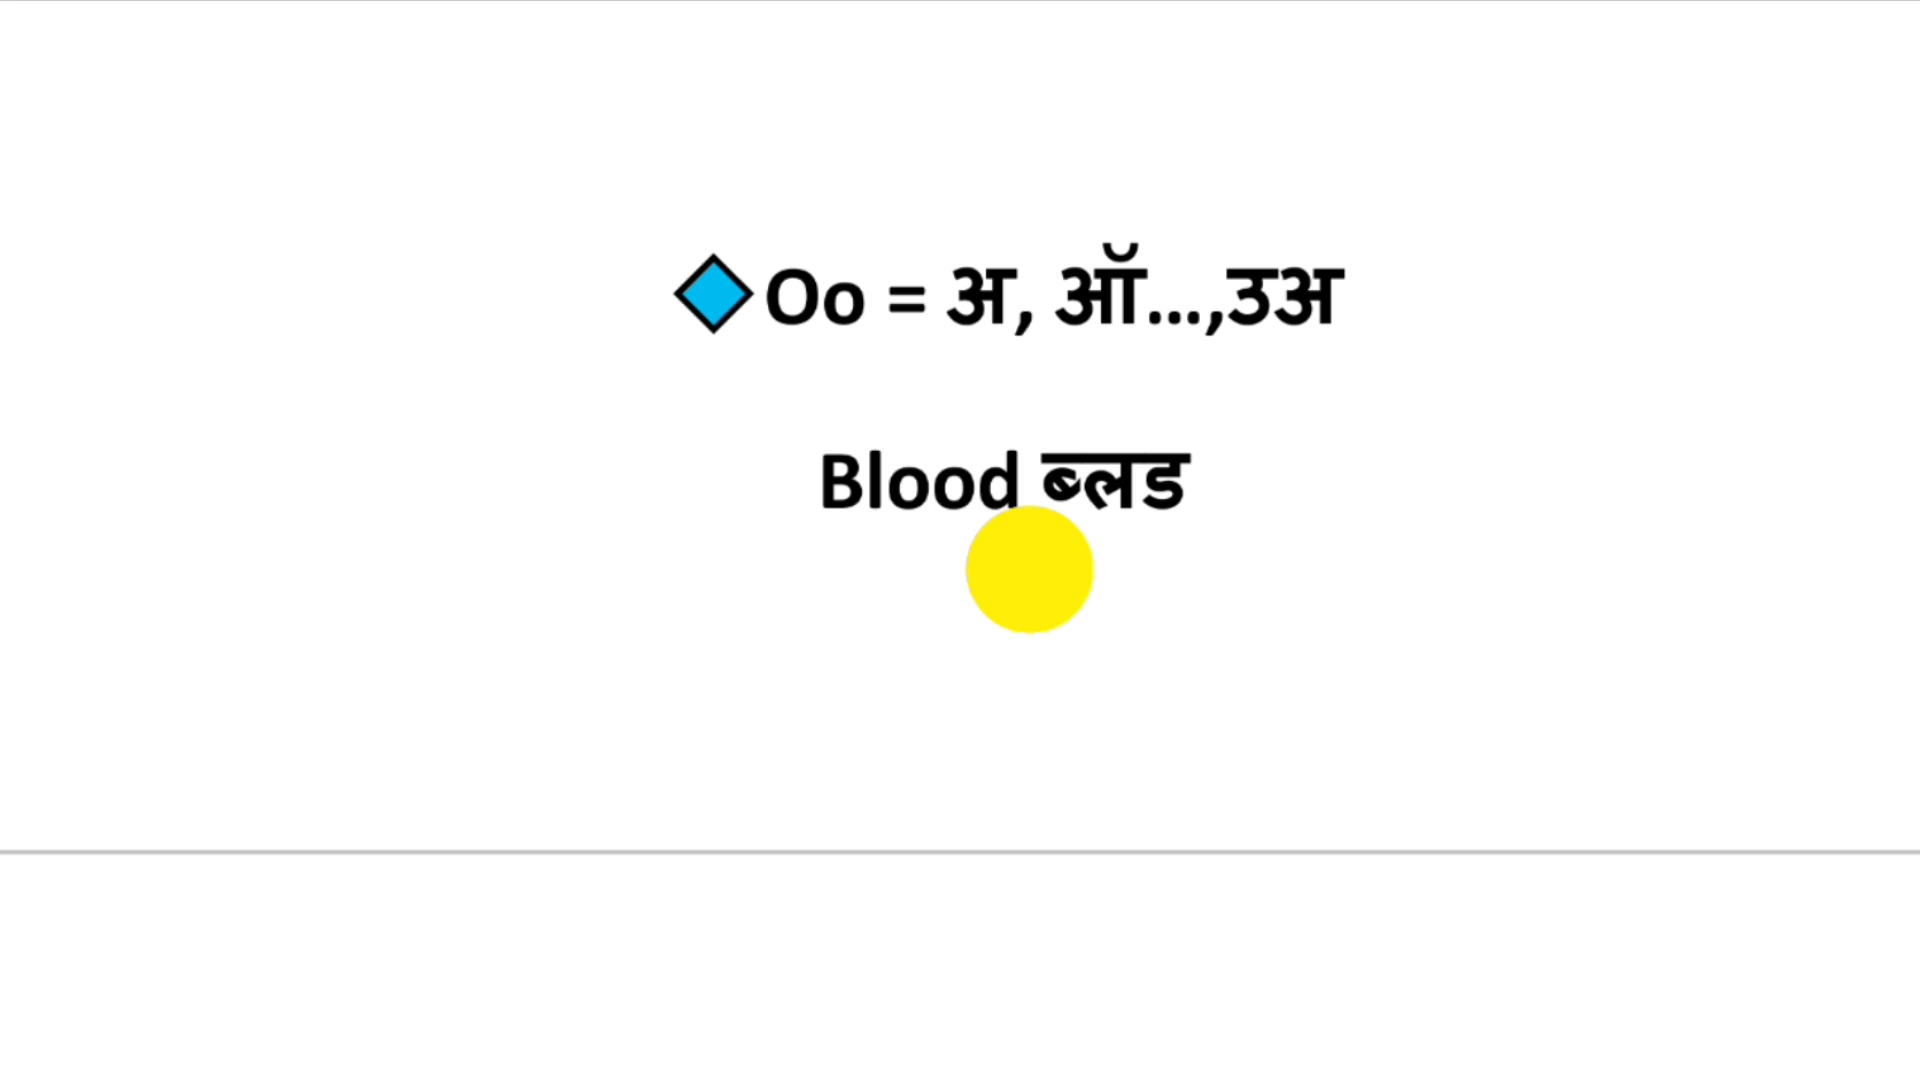 Oo = अ, ऑ...,उअ
Blood ब्लड